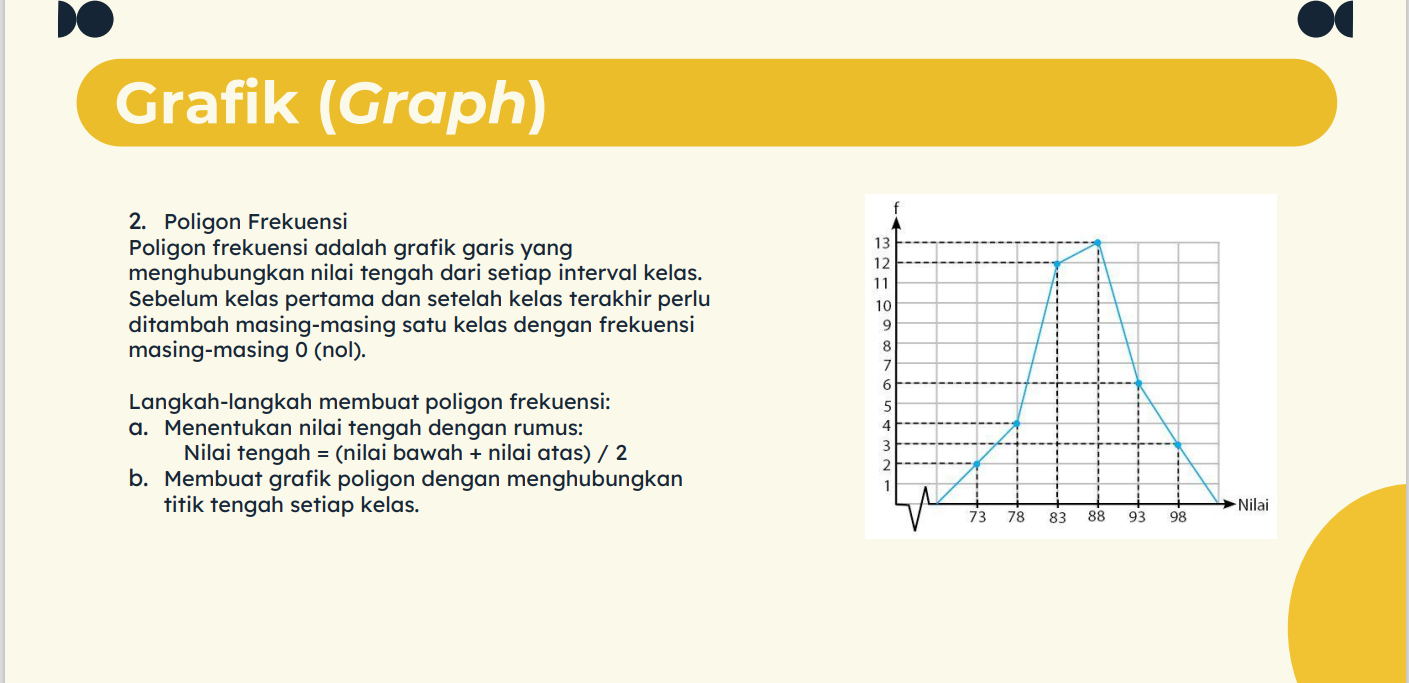 Grafik (Graph)
2. Poligon Frekuensi
Poligon frekuensi adalah grafik garis yang
menghubungkan nilai tengah dari setiap interval kelas.
Sebelum kelas pertama dan setelah kelas terakhir perlu
ditambah masing-masing satu kelas dengan frekuensi
masing-masing 0 (nol).
Langkah-langkah membuat poligon frekuensi:
a. Menentukan nilai tengah dengan rumus:
Nilai tengah = (nilai bawah + nilai atas) / 2
b. Membuat grafik poligon dengan menghubungkan
titik tengah setiap kelas.
f
13
12
11
10
9
8
7
6
5
4
3
2
1
73 78 83 88 93 98
Nilai